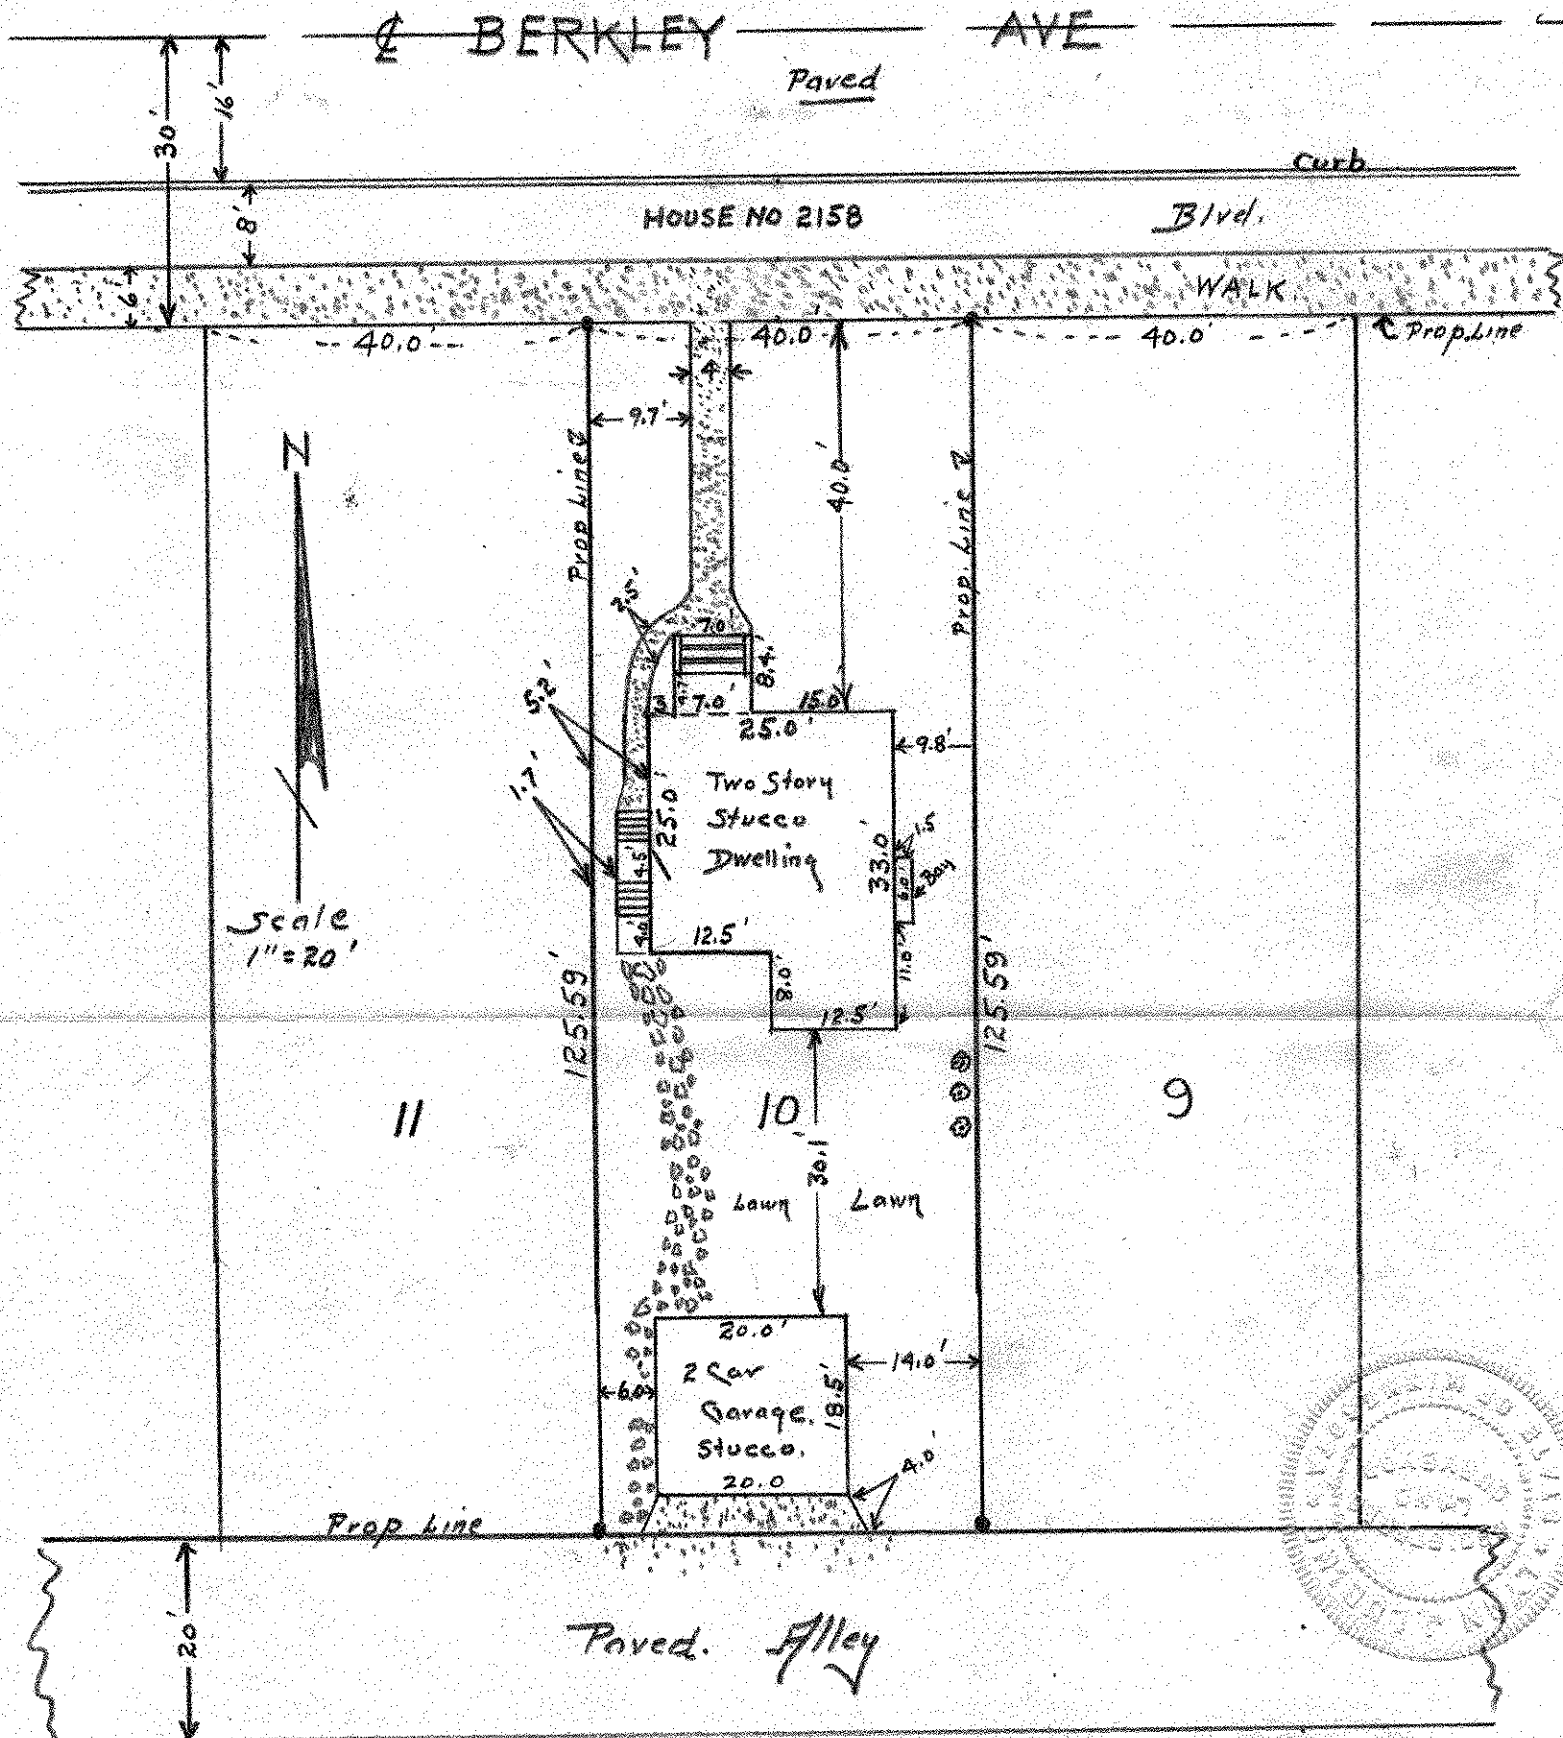 ℄ BERKLEY AVE
Paved
30'
16'
Curb
8'
HOUSE NO 2158
Blvd.
6'
WALK
40.0'
40.0'
40.0'
Prop. Line
4
9.7'
N
Prop Line
40.0'
Prop. Line
2.5'
7.0'
8.4'
5.2'
3
7.0'
15.0'
25.0'
9.8'
1.7'
25.0'
Two Story
Stucco
Dwelling
33.0'
1.5
6.0'
Bay
4.5'
Scale
1" = 20'
4.0'
12.5'
8.0'
11.0'
12.5'
125.59'
125.59'
11
10
9
30.1'
Lawn
Lawn
20.0'
2 Car
Garage.
Stucco.
18.5'
14.0'
6.0'
20.0
4.0'
Prop Line
20'
Paved. Alley